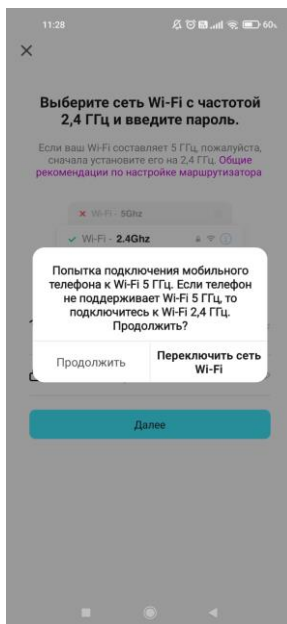 11:28
60
Выберите сеть Wi-Fi с частотой
2,4 ГГц и введите пароль.
Если ваш Wi-Fi составляет 5 ГГц, пожалуйста,
сначала установите его на 2,4 ГГц. Общие
рекомендации по настройке маршрутизатора
Wi-Fi - 5Ghz
Wi-Fi - 2.4Ghz
Попытка подключения мобильного
телефона к Wi-Fi 5 ГГц. Если телефон
не поддерживает Wi-Fi 5 ГГц, то
подключитесь к Wi-Fi 2,4 ГГц.
Продолжить?
Продолжить
Переключить сеть
Wi-Fi
Далее